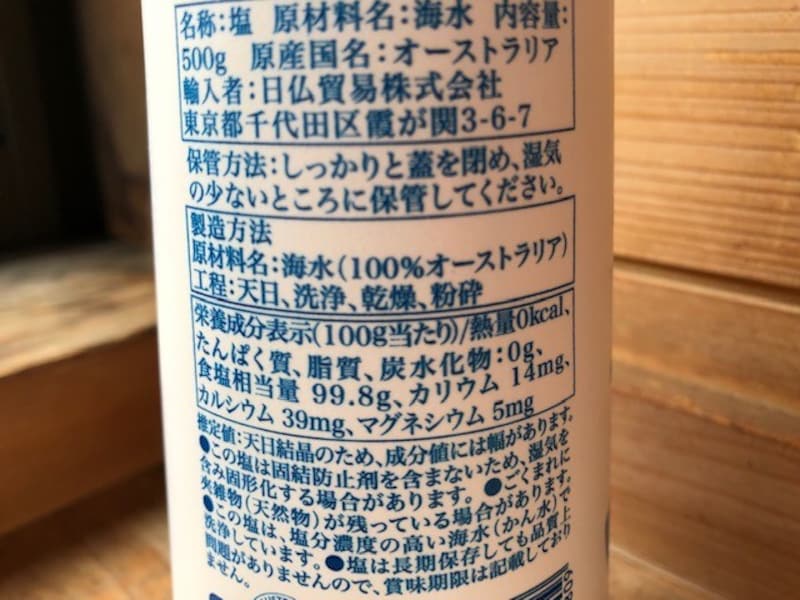 名称:塩 原材料名:海水 内容量:
500g 原産国名:オーストラリア
輸入者:日仏貿易株式会社
東京都千代田区霞が関3-6-7
保管方法:しっかりと蓋を閉め、湿気
の少ないところに保管してください。
製造方法
原材料名:海水(100%オーストラリア)
工程:天日、洗浄、乾燥、粉砕
栄養成分表示(100g当たり)/熱量0kcal、
たんぱく質、脂質、炭水化物:0g、
食塩相当量 99.8g、カリウム 14mg、
カルシウム 39mg、マグネシウム 5mg
推定値:天日結晶のため、成分値には幅があります。
●この塩は固結防止剤を含まないため、湿気を
含み固形化する場合があります。 ●ごくまれに
夾雑物(天然物)が残っている場合があります。
●この塩は、塩分濃度の高い海水(かん水)で
洗浄しています。●塩は長期保存しても品質上
問題がありませんので、賞味期限は記載しており
ません。